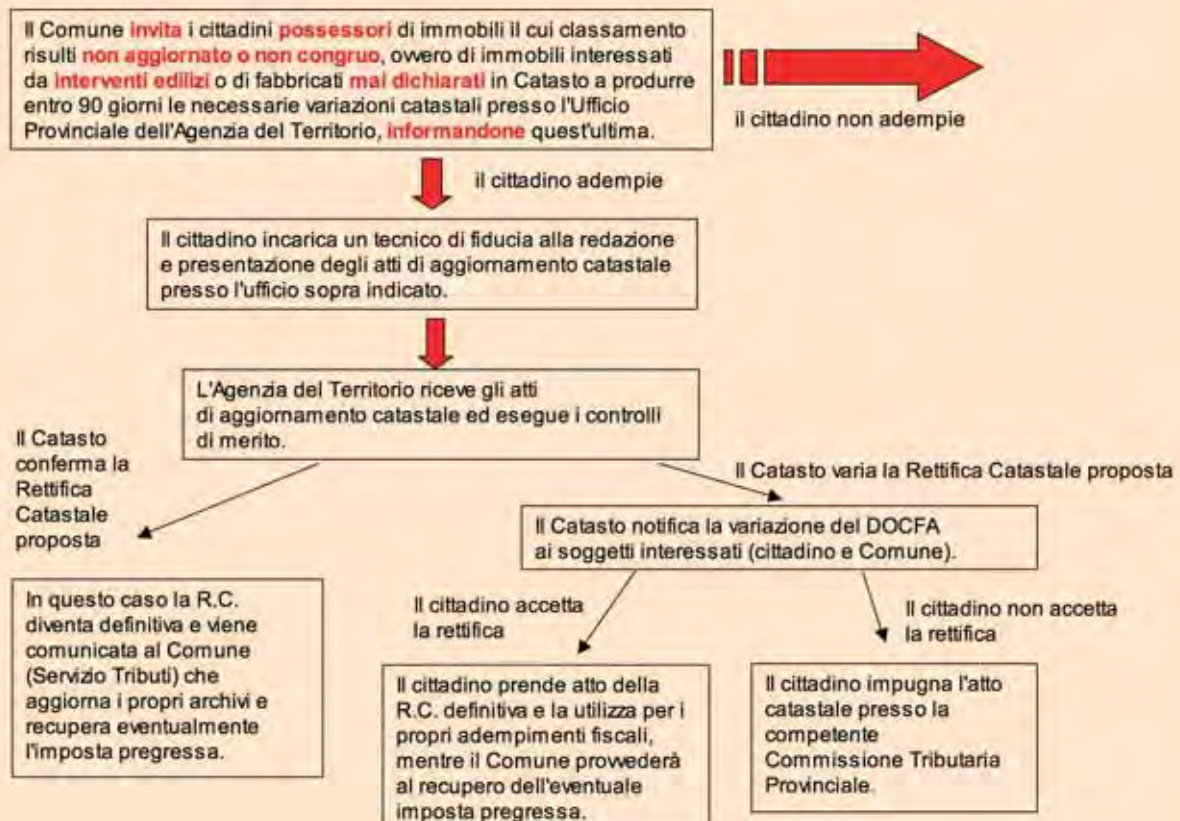 Il Comune invita i cittadini possessori di immobili il cui classamento
risulti non aggiornato o non congruo, ovvero di immobili interessati
da interventi edilizi o di fabbricati mai dichiarati in Catasto a produrre
entro 90 giorni le necessarie variazioni catastali presso l'Ufficio
Provinciale dell'Agenzia del Territorio, informandone quest'ultima.
il cittadino non adempie
il cittadino adempie
Il cittadino incarica un tecnico di fiducia alla redazione
e presentazione degli atti di aggiornamento catastale
presso l'ufficio sopra indicato.
L'Agenzia del Territorio riceve gli atti
di aggiornamento catastale ed esegue i controlli
di merito.
Il Catasto
conferma la
Rettifica
Catastale
proposta
Il Catasto varia la Rettifica Catastale proposta
Il Catasto notifica la variazione del DOCFA
ai soggetti interessati (cittadino e Comune).
In questo caso la R.C.
diventa definitiva e viene
comunicata al Comune
(Servizio Tributi) che
aggiorna i propri archivi e
recupera eventualmente
l'imposta pregressa.
Il cittadino accetta
la rettifica
Il cittadino non accetta
la rettifica
Il cittadino prende atto della
R.C. definitiva e la utilizza per i
propri adempimenti fiscali,
mentre il Comune provvederà
al recupero dell'eventuale
imposta pregressa.
Il cittadino impugna l'atto
catastale presso la
competente
Commissione Tributaria
Provinciale.